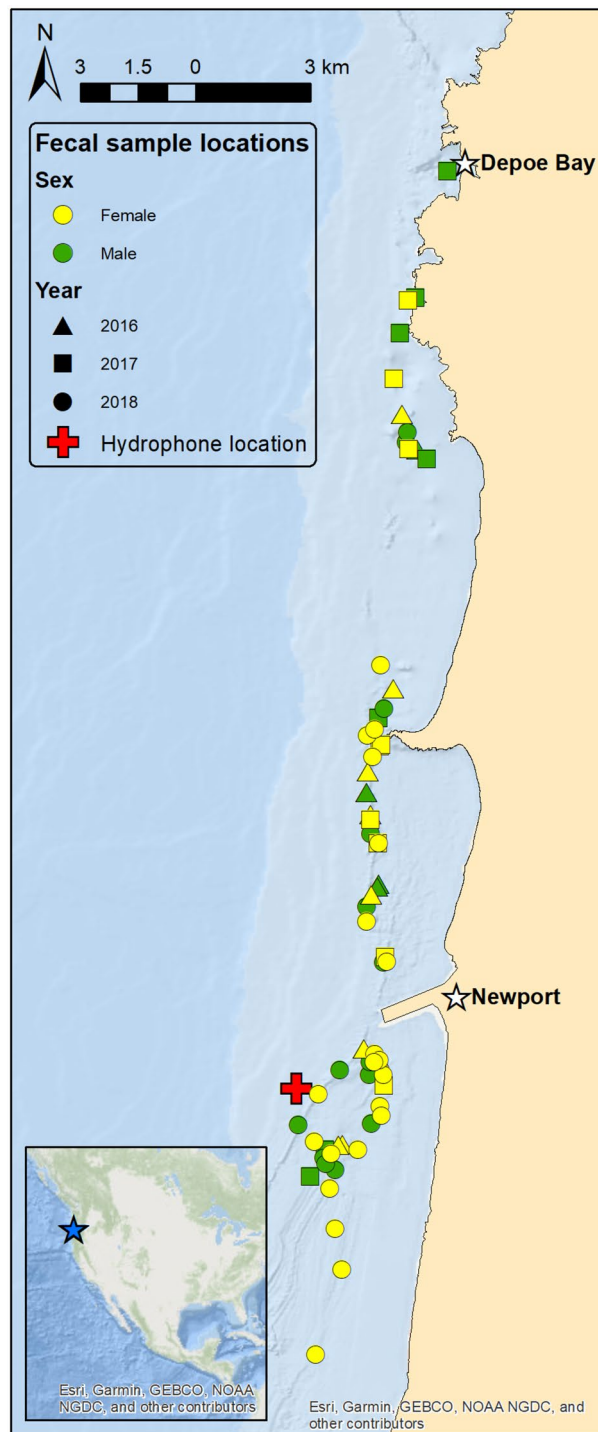 N
3 1.5 0 3 km
Fecal sample locations
Sex
Female
Male
Year
2016
2017
2018
Hydrophone location
Depoe Bay
Newport
Esri, Garmin, GEBCO, NOAA
NGDC, and other contributors
Esri, Garmin, GEBCO, NOAA NGDC, and
other contributors